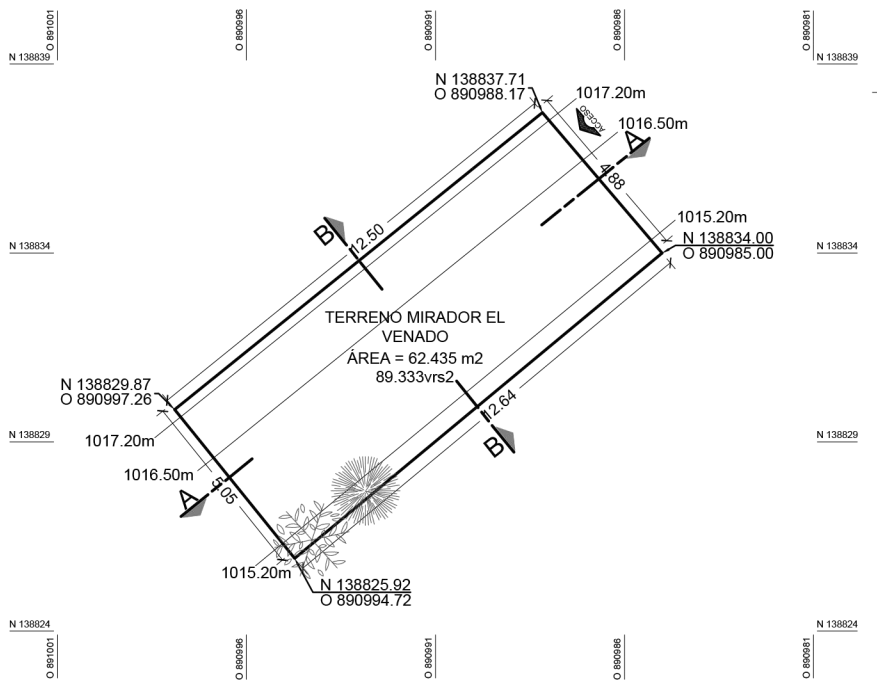 O 891001
O 890996
O 890991
O 890986
O 890981
N 138839
N 138839
N 138837.71
O 890988.17
1017.20m
ACCESO
1016.50m
A
4.88
1015.20m
B
12.50
N 138834
N 138834.00
O 890985.00
N 138834
TERRENO MIRADOR EL
VENADO
ÁREA = 62.435 m2
89.333vrs2
N 138829.87
O 890997.26
12.64
N 138829
1017.20m
B
N 138829
1016.50m
A
5.05
1015.20m
N 138825.92
O 890994.72
N 138824
N 138824
O 891001
O 890996
O 890991
O 890986
O 890981